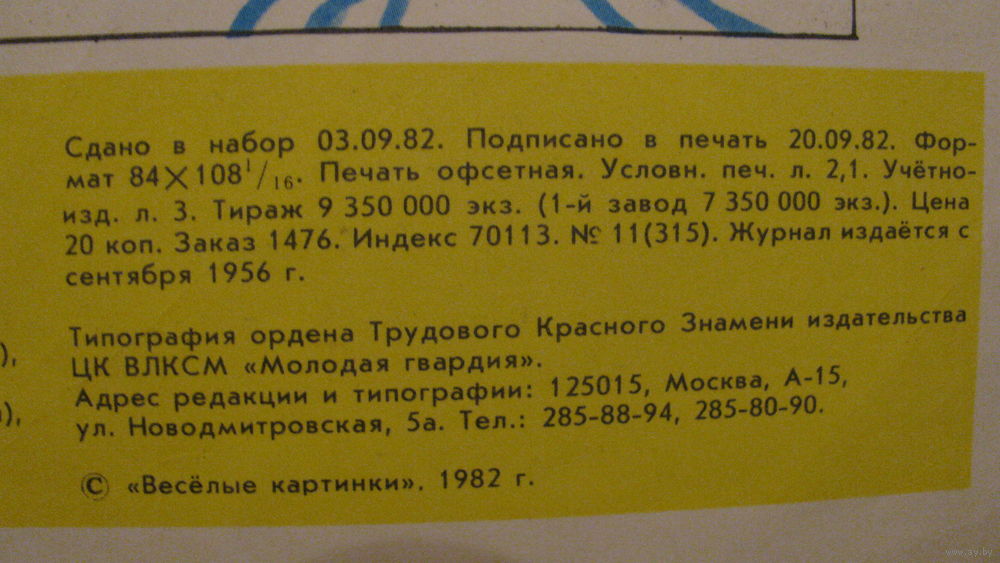 Сдано в набор 03.09.82. Подписано в печать 20.09.82. Фор-
мат 84×108¹/₁₆. Печать офсетная. Условн. печ. л. 2,1. Учётно-
изд. л. 3. Тираж 9 350 000 экз. (1-й завод 7 350 000 экз.). Цена
20 коп. Заказ 1476. Индекс 70113. № 11(315). Журнал издаётся с
сентября 1956 г.
Типография ордена Трудового Красного Знамени издательства
),
ЦК ВЛКСМ «Молодая гвардия».
Адрес редакции и типографии: 125015, Москва, А-15,
),
ул. Новодмитровская, 5а. Тел.: 285-88-94, 285-80-90.
© «Весёлые картинки». 1982 г.
www.ay.by